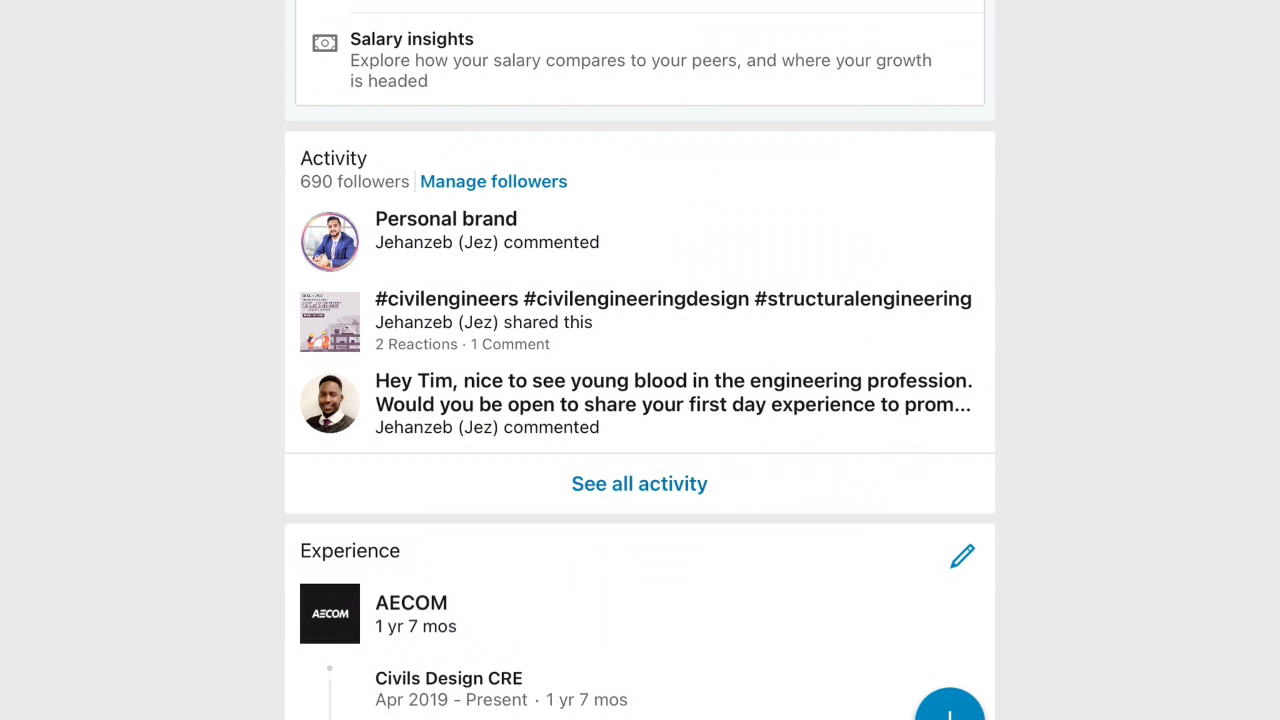 Salary insights
Explore how your salary compares to your peers, and where your growth
is headed
Activity
690 followers Manage followers
Personal brand
Jehanzeb (Jez) commented
#civilengineers #civilengineeringdesign #structuralengineering
Jehanzeb (Jez) shared this
2 Reactions · 1 Comment
Hey Tim, nice to see young blood in the engineering profession.
Would you be open to share your first day experience to prom...
Jehanzeb (Jez) commented
See all activity
Experience
AECOM
AECOM
1 yr 7 mos
Civils Design CRE
Apr 2019 - Present · 1 yr 7 mos